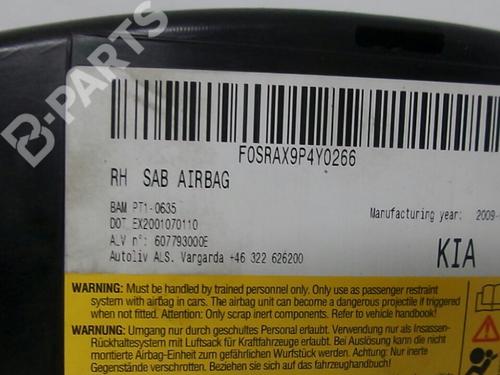 B-PARTS
F0SRAX9P4Y0266
RH SAB AIRBAG
BAM PT1-0635
DOT EX2001070110
Manufacturing year: 2009-
ALV n°: 607793000E
KIA
Autoliv ALS. Vargarda +46 322 626200
WARNING: Must be handled by trained personnel only. Only use as passenger restraint
system with airbag in cars. The airbag unit can become a dangerous projectile if triggered
when not fitted. Attention: Only scrap inert components. Refer to vehicle handbook!
WARNUNG: Umgang nur durch geschultes Personal erlaubt. Verwendung nur als Insassen-
Rückhaltesystem mit Luftsack für Kraftfahrzeuge erlaubt. Bei Auslösung kann die nicht
montierte Airbag-Einheit zum gefährlichen Wurfstück werden. Achtung: Nur inerte
Gegenstände verschrotten. Siehe Fahrzeughandbuch!